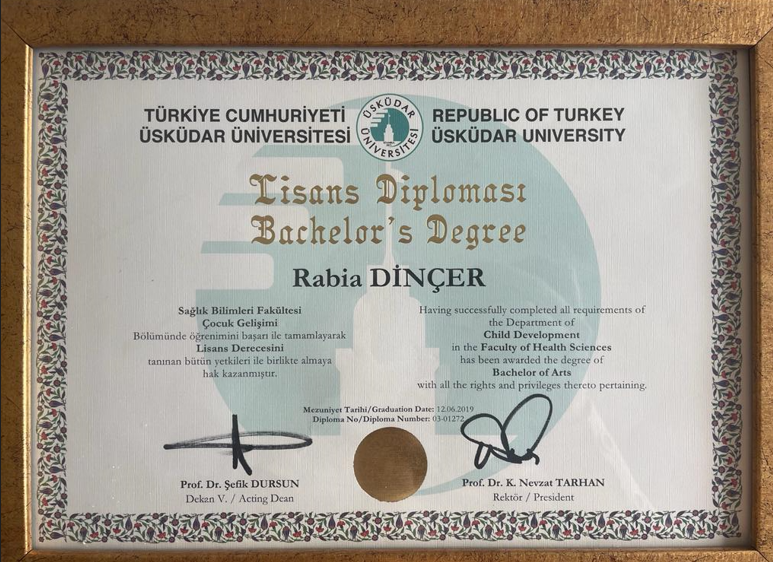 TÜRKİYE CUMHURİYETİ
ÜSKÜDAR ÜNİVERSİTESİ
ÜSKÜDAR
ÜNİVERSİTESİ
REPUBLIC OF TURKEY
ÜSKÜDAR UNIVERSITY
Lisans Diploması
Bachelor's Degree
Rabia DİNÇER
Sağlık Bilimleri Fakültesi
Çocuk Gelişimi
Bölümünde öğrenimini başarı ile tamamlayarak
Lisans Derecesini
tanınan bütün yetkileri ile birlikte almaya
hak kazanmıştır.
Having successfully completed all requirements of
the Department of
Child Development
in the Faculty of Health Sciences
has been awarded the degree of
Bachelor of Arts
with all the rights and privileges thereto pertaining.
Mezuniyet Tarihi/Graduation Date: 12.06.2019
Diploma No/Diploma Number: 03-01272
Prof. Dr. Şefik DURSUN
Dekan V. / Acting Dean
Prof. Dr. K. Nevzat TARHAN
Rektör / President